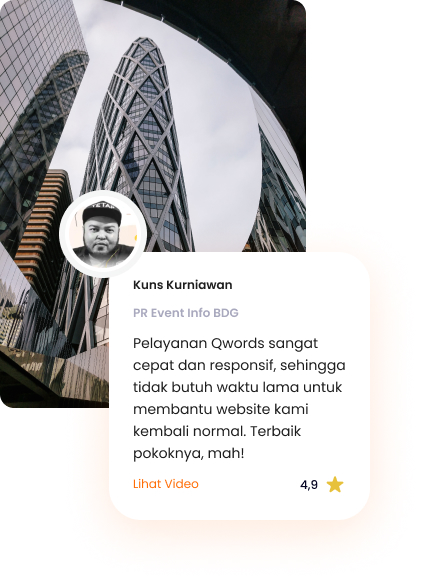 Kuns Kurniawan
PR Event Info BDG
Pelayanan Qwords sangat
cepat dan responsif, sehingga
tidak butuh waktu lama untuk
membantu website kami
kembali normal. Terbaik
pokoknya, mah!
Lihat Video
4,9